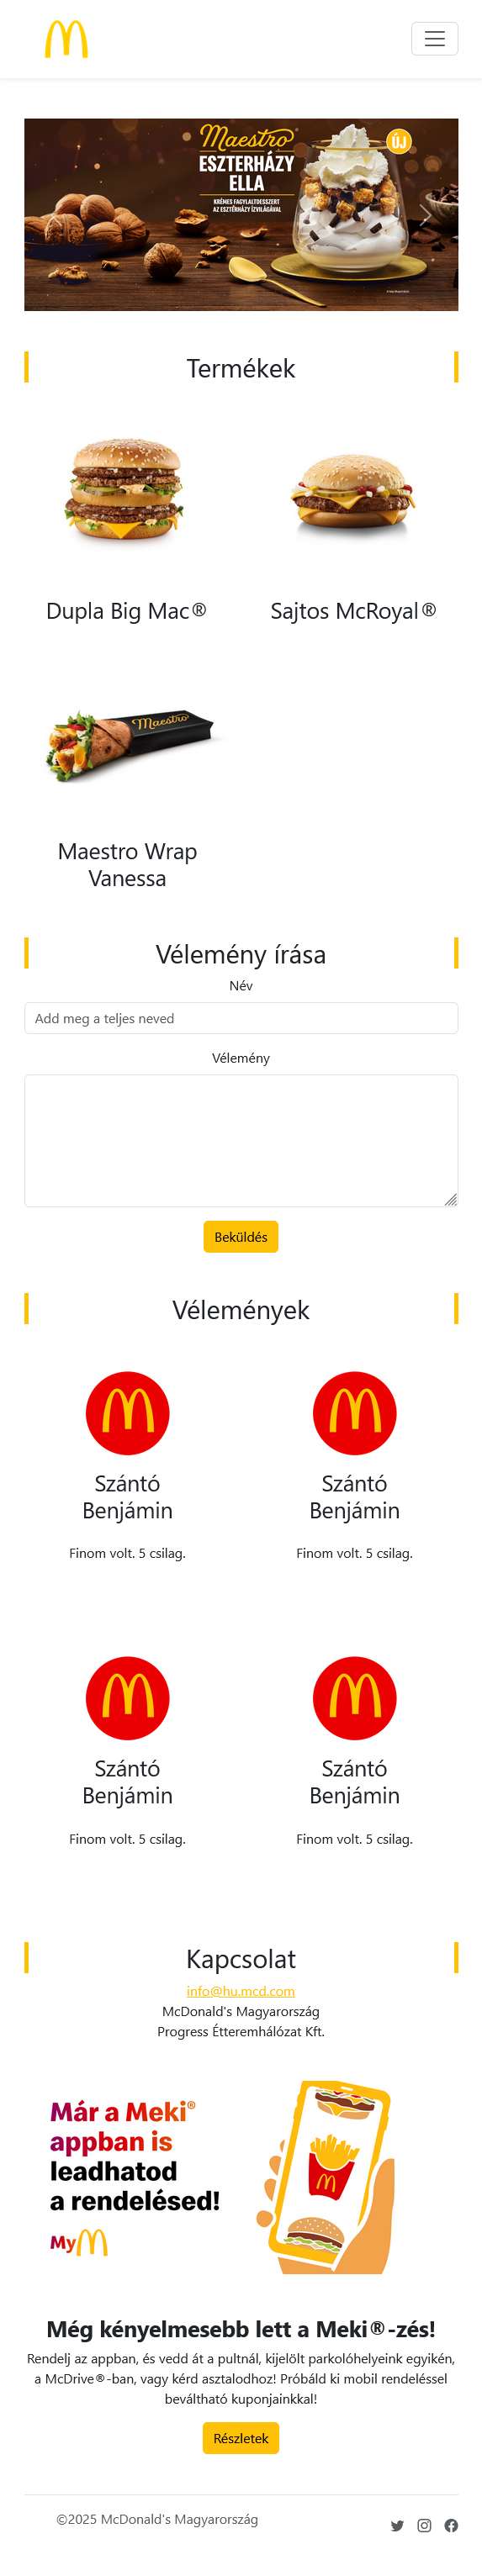 Maestro
ESZTERHÁZY
ELLA
KRÉMES FAGYLALTDESSZERT
AZ ESZTERHÉZY ÍZVILÁGÁVAL
ÚJ
Termékek
Dupla Big Mac®
Sajtos McRoyal®
Maestro
Maestro Wrap
Vanessa
Vélemény írása
Név
Add meg a teljes neved
Vélemény
Beküldés
Vélemények
Szántó
Benjámin
Finom volt. 5 csilag.
Szántó
Benjámin
Finom volt. 5 csilag.
Szántó
Benjámin
Finom volt. 5 csilag.
Szántó
Benjámin
Finom volt. 5 csilag.
Kapcsolat
info@hu.mcd.com
McDonald's Magyarország
Progress Étteremhálózat Kft.
Már a Meki®
appban is
leadhatod
a rendelésed!
My
Még kényelmesebb lett a Meki®-zés!
Rendelj az appban, és vedd át a pultnál, kijelölt parkolóhelyeink egyikén,
a McDrive®-ban, vagy kérd asztalodhoz! Próbáld ki mobil rendeléssel
beváltható kuponjainkkal!
Részletek
©2025 McDonald's Magyarország